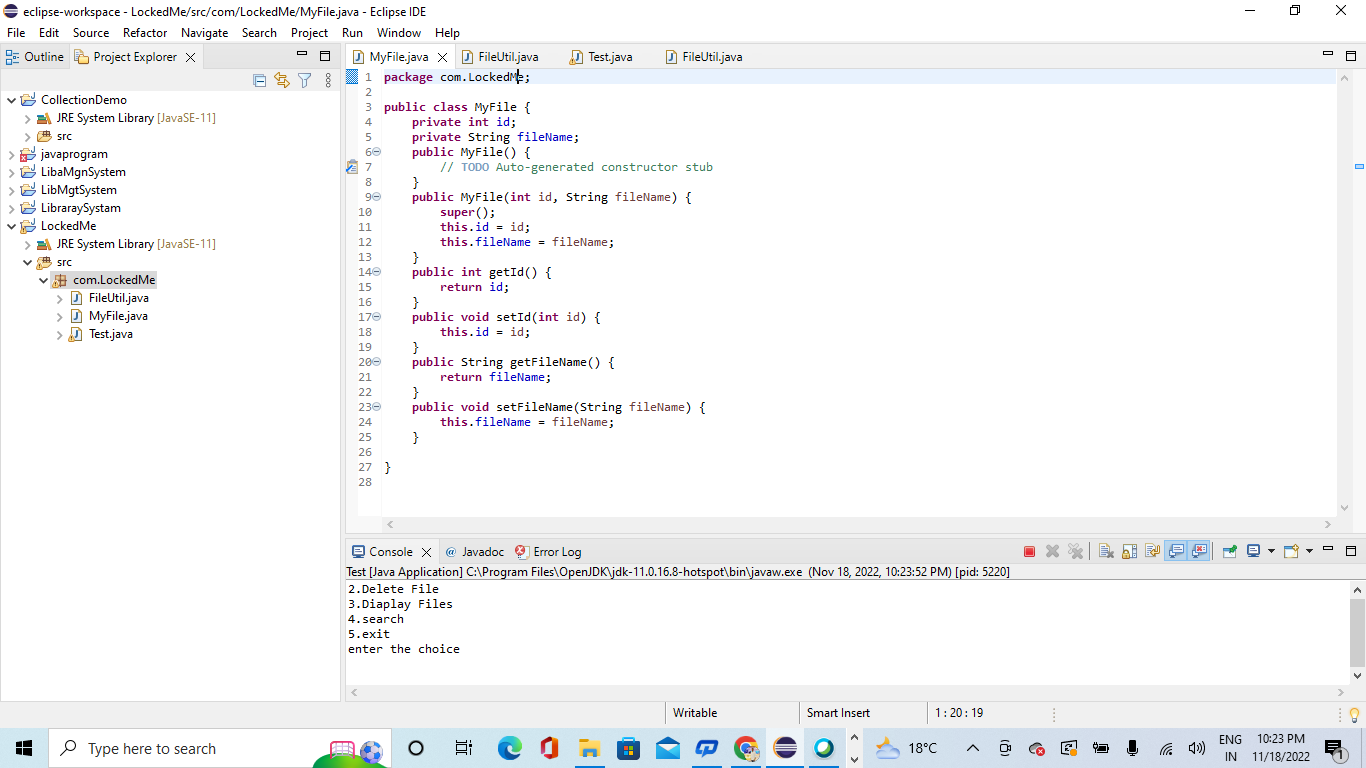 eclipse-workspace - LockedMe/src/com/LockedMe/MyFile.java - Eclipse IDE
File Edit Source Refactor Navigate Search Project Run Window Help
Outline Project Explorer
CollectionDemo
JRE System Library [JavaSE-11]
src
javaprogram
LibaMgnSystem
LibMgtSystem
LibraraySystam
LockedMe
JRE System Library [JavaSE-11]
src
com.LockedMe
FileUtil.java
MyFile.java
Test.java
MyFile.java FileUtil.java Test.java FileUtil.java
1 package com.LockedMe;
2
3 public class MyFile {
4 private int id;
5 private String fileName;
6 public MyFile() {
7 // TODO Auto-generated constructor stub
8 }
9 public MyFile(int id, String fileName) {
10 super();
11 this.id = id;
12 this.fileName = fileName;
13 }
14 public int getId() {
15 return id;
16 }
17 public void setId(int id) {
18 this.id = id;
19 }
20 public String getFileName() {
21 return fileName;
22 }
23 public void setFileName(String fileName) {
24 this.fileName = fileName;
25 }
26
27 }
28
Console @ Javadoc Error Log
Test [Java Application] C:\Program Files\OpenJDK\jdk-11.0.16.8-hotspot\bin\javaw.exe (Nov 18, 2022, 10:23:52 PM) [pid: 5220]
2.Delete File
3.Diaplay Files
4.search
5.exit
enter the choice
Writable Smart Insert 1 : 20 : 19
Type here to search
18°C
ENG
IN
10:23 PM
11/18/2022
1